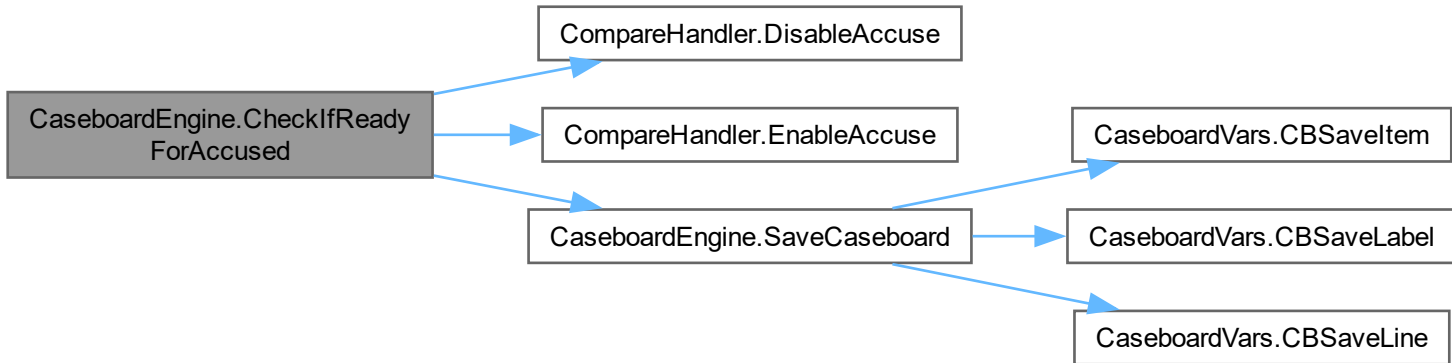 CaseboardEngine.CheckIfReady
ForAccused
CompareHandler.DisableAccuse
CompareHandler.EnableAccuse
CaseboardEngine.SaveCaseboard
CaseboardVars.CBSaveItem
CaseboardVars.CBSaveLabel
CaseboardVars.CBSaveLine